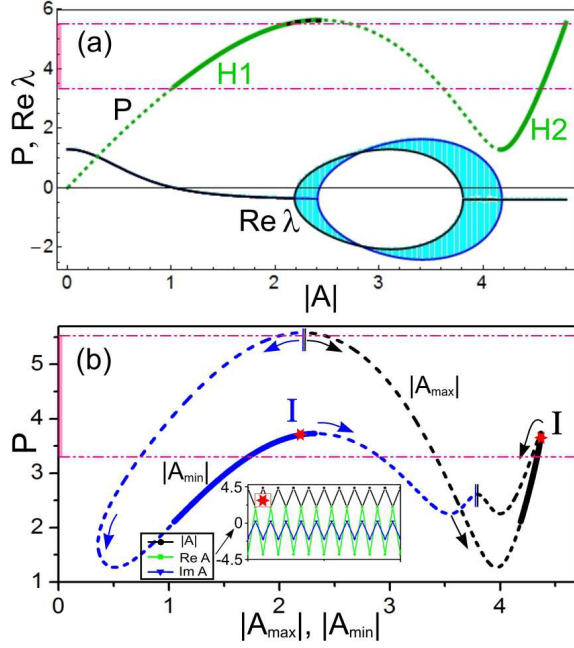 (a)
6
4
2
0
−2
P, Re λ
H1
P
H2
Re λ
0
1
2
3
4
|A|
(b)
5
4
3
2
1
P
|Amax|
I
I
|Amin|
4.5
0
-4.5
|A|
Re A
Im A
0
1
2
3
4
|Amax|, |Amin|